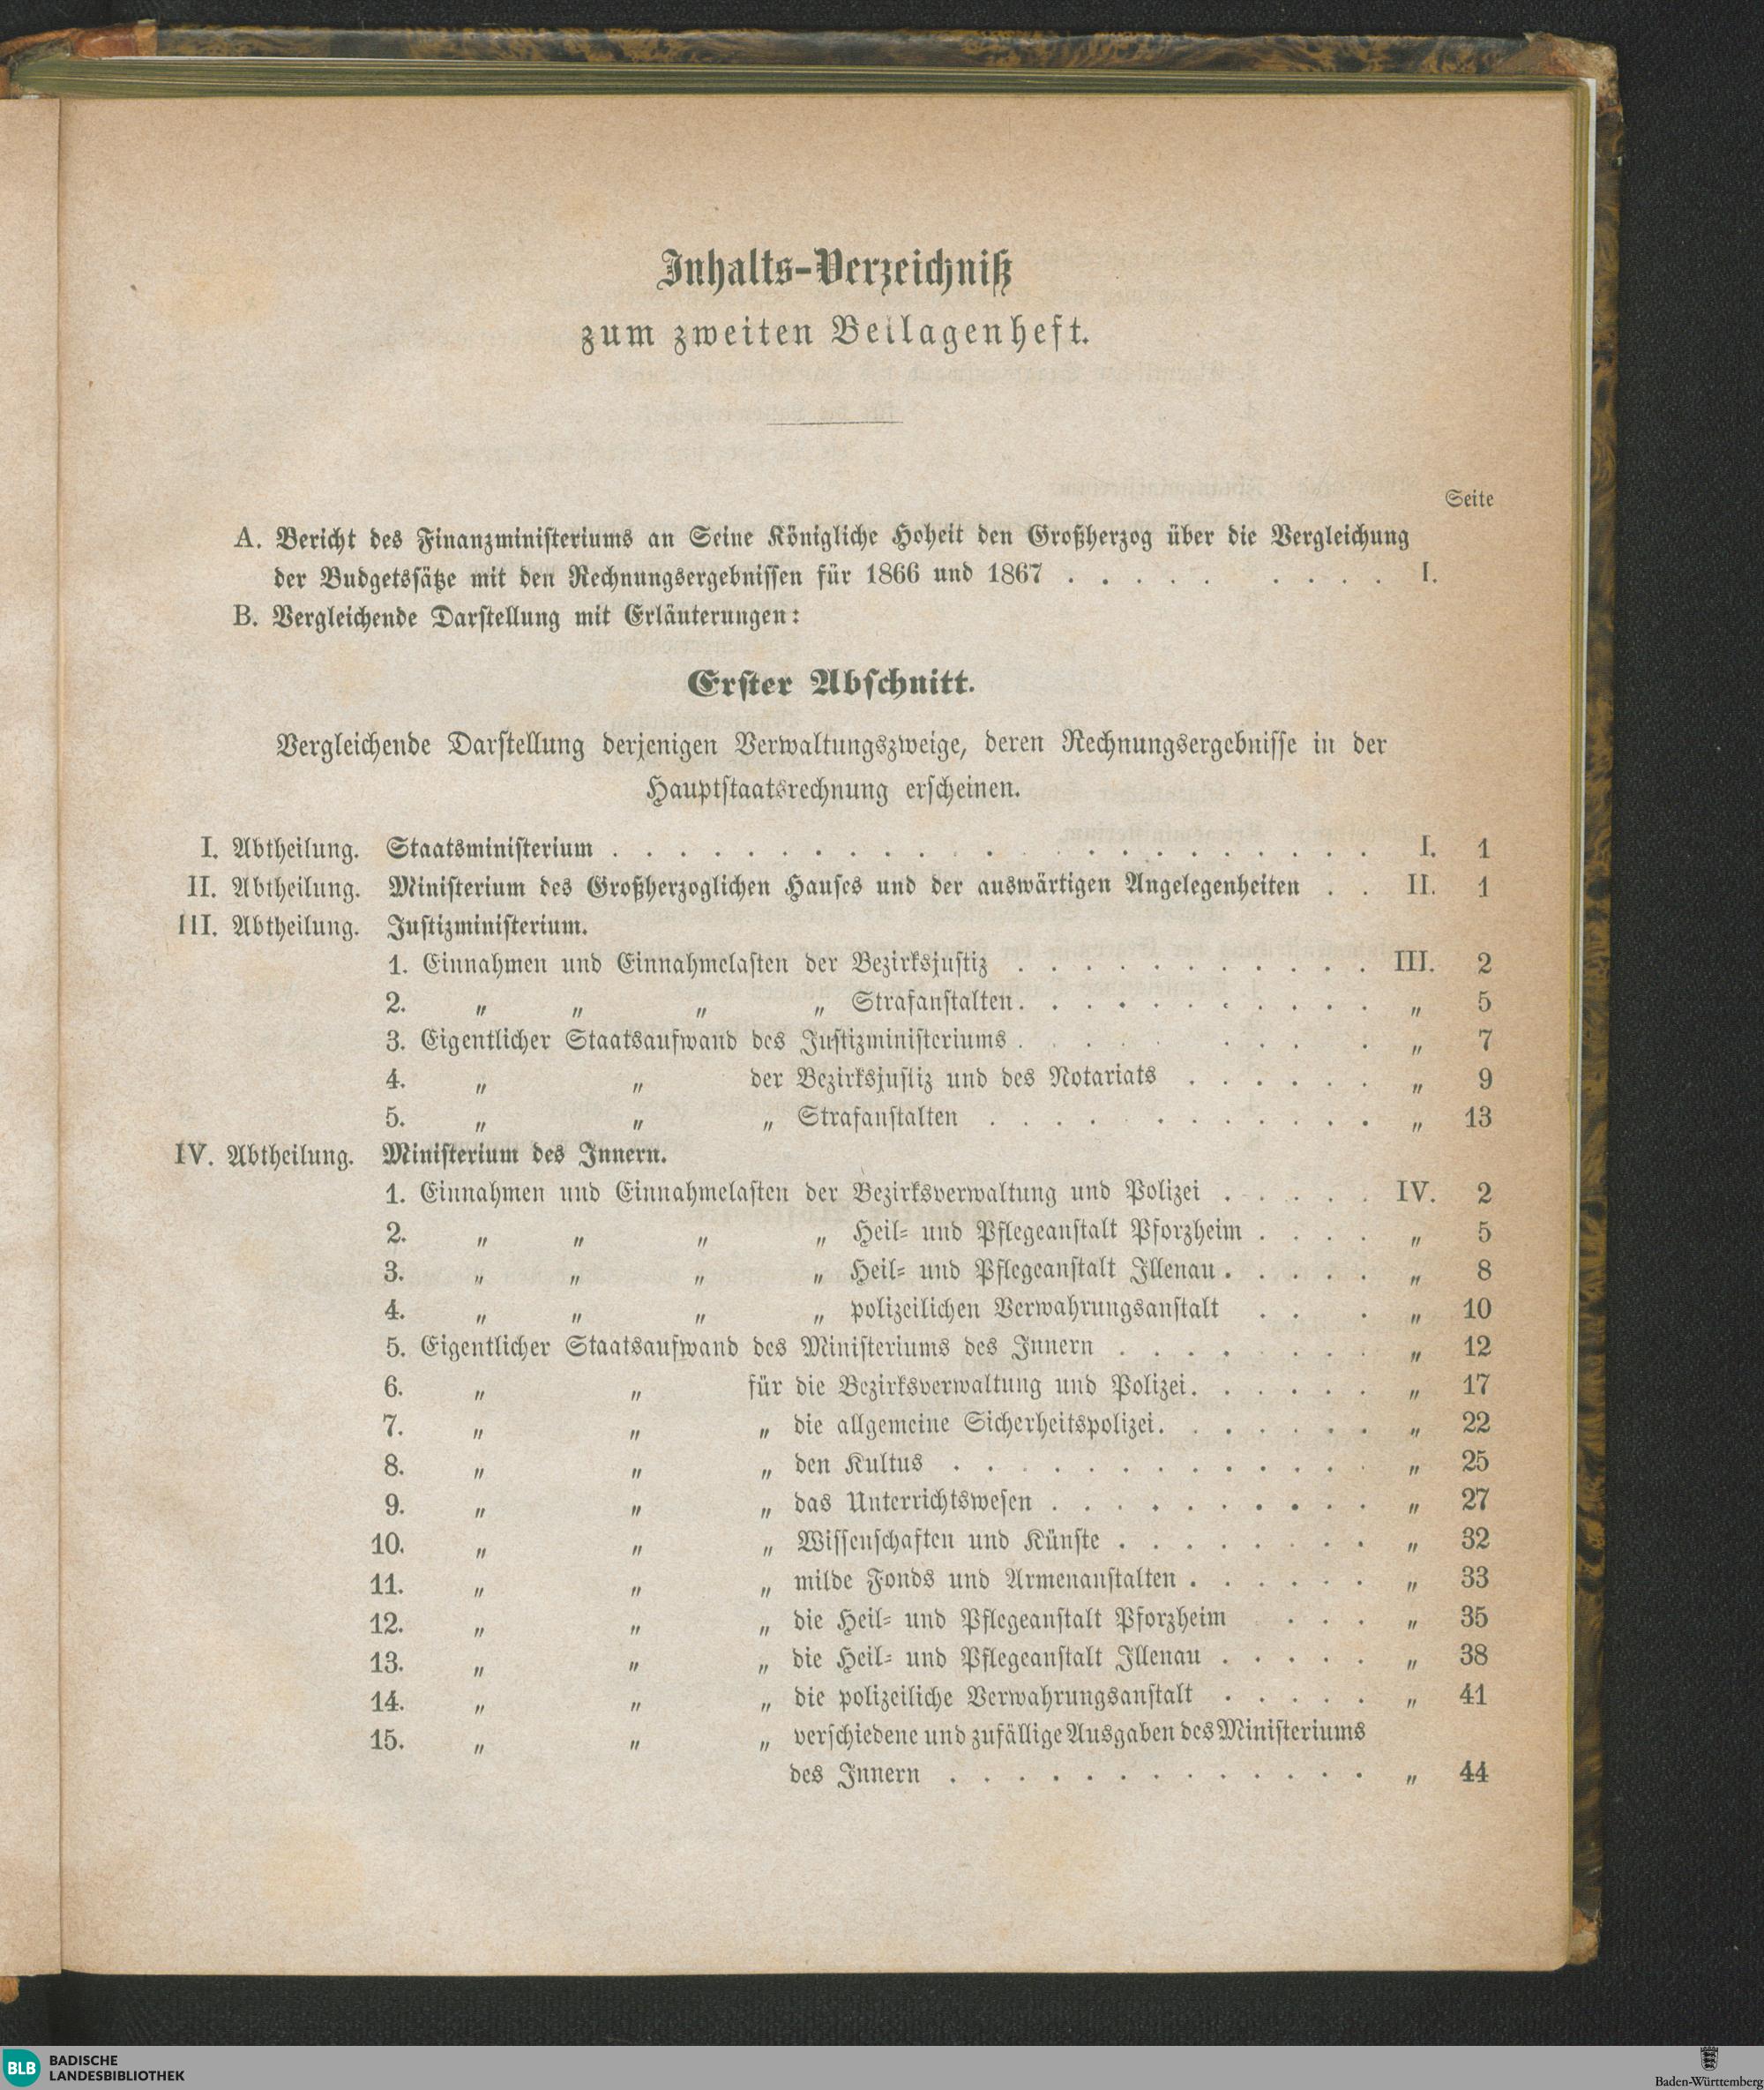 Inhalts-Verzeichniß
zum zweiten Beilagenheft.
Seite
A. Bericht des Finanzministeriums an Seine Königliche Hoheit den Großherzog über die Vergleichung
der Budgetssätze mit den Rechnungsergebnissen für 1866 und 1867 . . . . . . . . . I.
B. Vergleichende Darstellung mit Erläuterungen:
Erster Abschnitt.
Vergleichende Darstellung derjenigen Verwaltungszweige, deren Rechnungsergebnisse in der
Hauptstaatsrechnung erscheinen.
I. Abtheilung. Staatsministerium . . . . . . . . . . . . . . . . . . . . . . . I. 1
II. Abtheilung. Ministerium des Großherzoglichen Hauses und der auswärtigen Angelegenheiten . . II. 1
III. Abtheilung. Justizministerium.
1. Einnahmen und Einnahmelasten der Bezirksjustiz . . . . . . . . . . . III. 2
2. „ „ „ „ Strafanstalten . . . . . . . . . . . „ 5
3. Eigentlicher Staatsaufwand des Justizministeriums . . . . . . . . „ 7
4. „ „ der Bezirksjustiz und des Notariats . . . . . . „ 9
5. „ „ „ Strafanstalten . . . . . . . . . . . „ 13
IV. Abtheilung. Ministerium des Innern.
1. Einnahmen und Einnahmelasten der Bezirksverwaltung und Polizei . . . . . IV. 2
2. „ „ „ „ Heil- und Pflegeanstalt Pforzheim . . . . „ 5
3. „ „ „ „ Heil- und Pflegeanstalt Illenau . . . . . „ 8
4. „ „ „ „ polizeilichen Verwahrungsanstalt . . . „ 10
5. Eigentlicher Staatsaufwand des Ministeriums des Innern . . . . . . . . „ 12
6. „ „ für die Bezirksverwaltung und Polizei . . . . . . „ 17
7. „ „ „ die allgemeine Sicherheitspolizei . . . . . . . „ 22
8. „ „ „ den Kultus . . . . . . . . . . . . . „ 25
9. „ „ „ das Unterrichtswesen . . . . . . . . . . „ 27
10. „ „ „ Wissenschaften und Künste . . . . . . . . „ 32
11. „ „ „ milde Fonds und Armenanstalten . . . . . . „ 33
12. „ „ „ die Heil- und Pflegeanstalt Pforzheim . . . „ 35
13. „ „ „ die Heil- und Pflegeanstalt Illenau . . . . . „ 38
14. „ „ „ die polizeiliche Verwahrungsanstalt . . . . . „ 41
15. „ „ „ verschiedene und zufällige Ausgaben des Ministeriums
des Innern . . . . . . . . . . . . . „ 44
BLB BADISCHE
LANDESBIBLIOTHEK
Baden-Württemberg